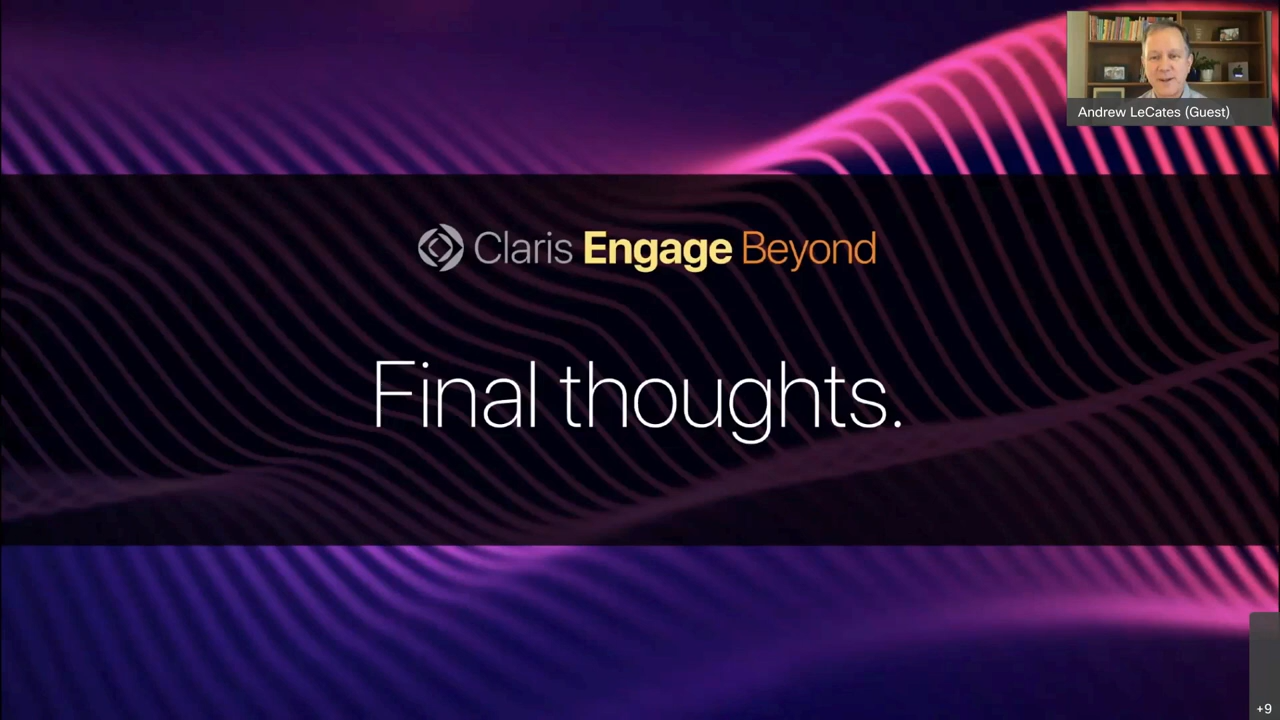 Andrew LeCates (Guest)
Claris Engage Beyond
Final thoughts.
+9